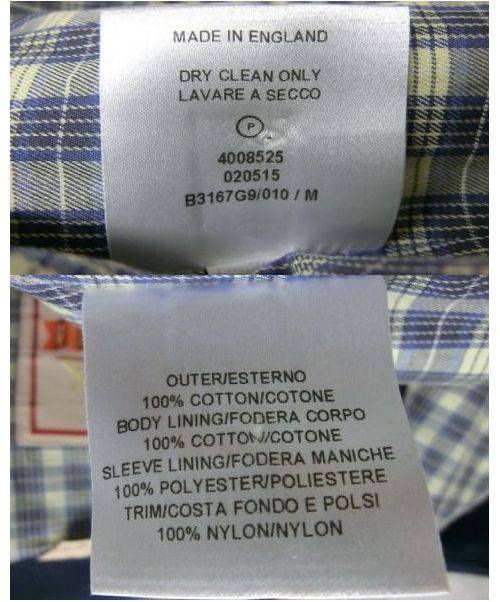 MADE IN ENGLAND
DRY CLEAN ONLY
LAVARE A SECCO
P
4008525
020515
B3167G9/010 / M
OUTER/ESTERNO
100% COTTON/COTONE
BODY LINING/FODERA CORPO
100% COTTON/COTONE
SLEEVE LINING/FODERA MANICHE
100% POLYESTER/POLIESTERE
TRIM/COSTA FONDO E POLSI
100% NYLON/NYLON